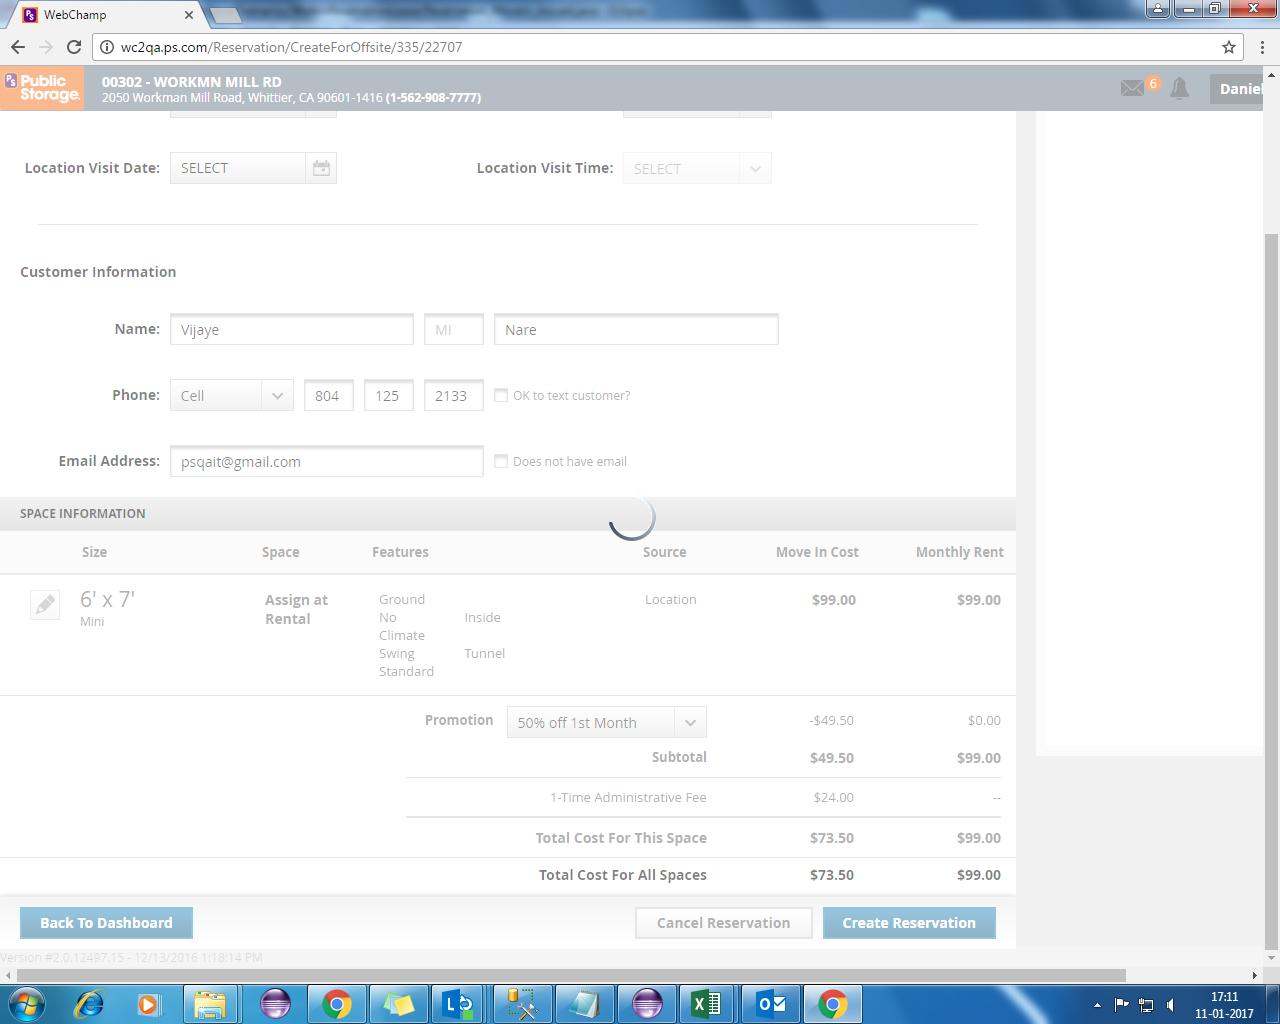 WebChamp
wc2qa.ps.com/Reservation/CreateForOffsite/335/22707
PS Public Storage.
00302 - WORKMN MILL RD
2050 Workman Mill Road, Whittier, CA 90601-1416 (1-562-908-7777)
6
Daniel
Location Visit Date: SELECT Location Visit Time: SELECT
Customer Information
Name: Vijaye MI Nare
Phone: Cell 804 125 2133 OK to text customer?
Email Address: psqait@gmail.com Does not have email
SPACE INFORMATION
Size Space Features Source Move In Cost Monthly Rent
6' x 7' Assign at Ground Location $99.00 $99.00
Mini Rental No Inside
Climate
Swing Tunnel
Standard
Promotion 50% off 1st Month -$49.50 $0.00
Subtotal $49.50 $99.00
1-Time Administrative Fee $24.00 --
Total Cost For This Space $73.50 $99.00
Total Cost For All Spaces $73.50 $99.00
Back To Dashboard Cancel Reservation Create Reservation
Version #2.0.12497.15 - 12/13/2016 1:18:14 PM
17:11
11-01-2017